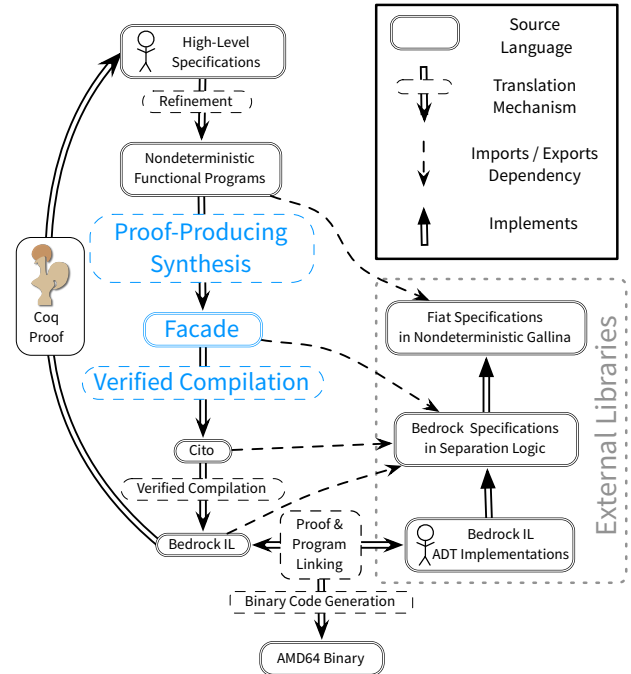 High-Level
Specifications
Refinement
Nondeterministic
Functional Programs
Proof-Producing
Synthesis
Facade
Verified Compilation
Cito
Verified Compilation
Bedrock IL
Coq
Proof
Proof &
Program
Linking
Binary Code Generation
AMD64 Binary
Source
Language
Translation
Mechanism
Imports / Exports
Dependency
Implements
Fiat Specifications
in Nondeterministic Gallina
Bedrock Specifications
in Separation Logic
Bedrock IL
ADT Implementations
External Libraries